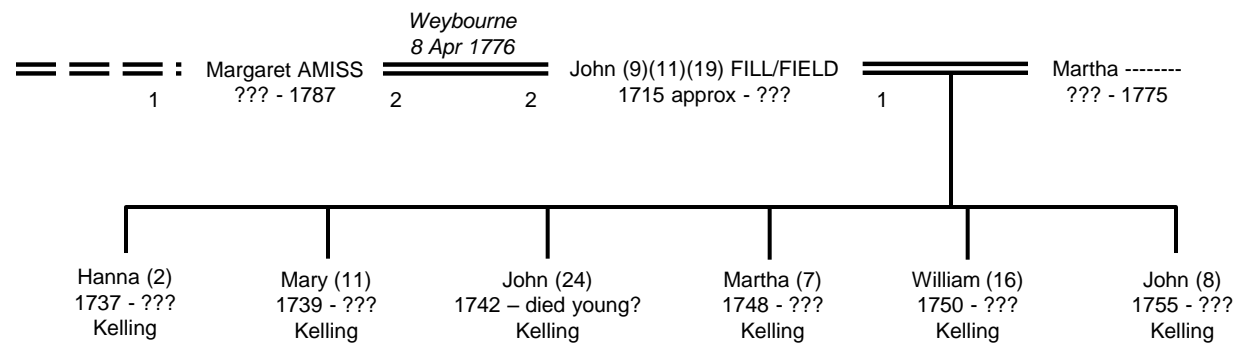 Weybourne
8 Apr 1776
Margaret AMISS
??? - 1787
John (9)(11)(19) FILL/FIELD
1715 approx - ???
Martha --------
??? - 1775
1
2
2
1
Hanna (2)
1737 - ???
Kelling
Mary (11)
1739 - ???
Kelling
John (24)
1742 – died young?
Kelling
Martha (7)
1748 - ???
Kelling
William (16)
1750 - ???
Kelling
John (8)
1755 - ???
Kelling